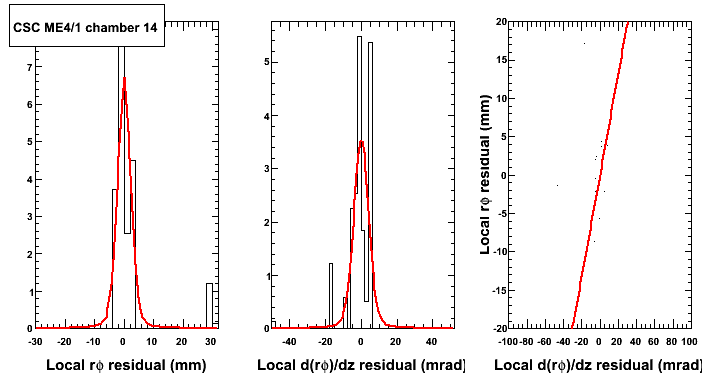 CSC ME4/1 chamber 14
7
6
5
4
3
2
1
0
-30 -20 -10 0 10 20 30
Local rϕ residual (mm)
5
4
3
2
1
0
-40 -20 0 20 40
Local d(rϕ)/dz residual (mrad)
Local rϕ residual (mm)
20
15
10
5
0
-5
-10
-15
-20
-100 -80 -60 -40 -20 0 20 40 60 80 100
Local d(rϕ)/dz residual (mrad)